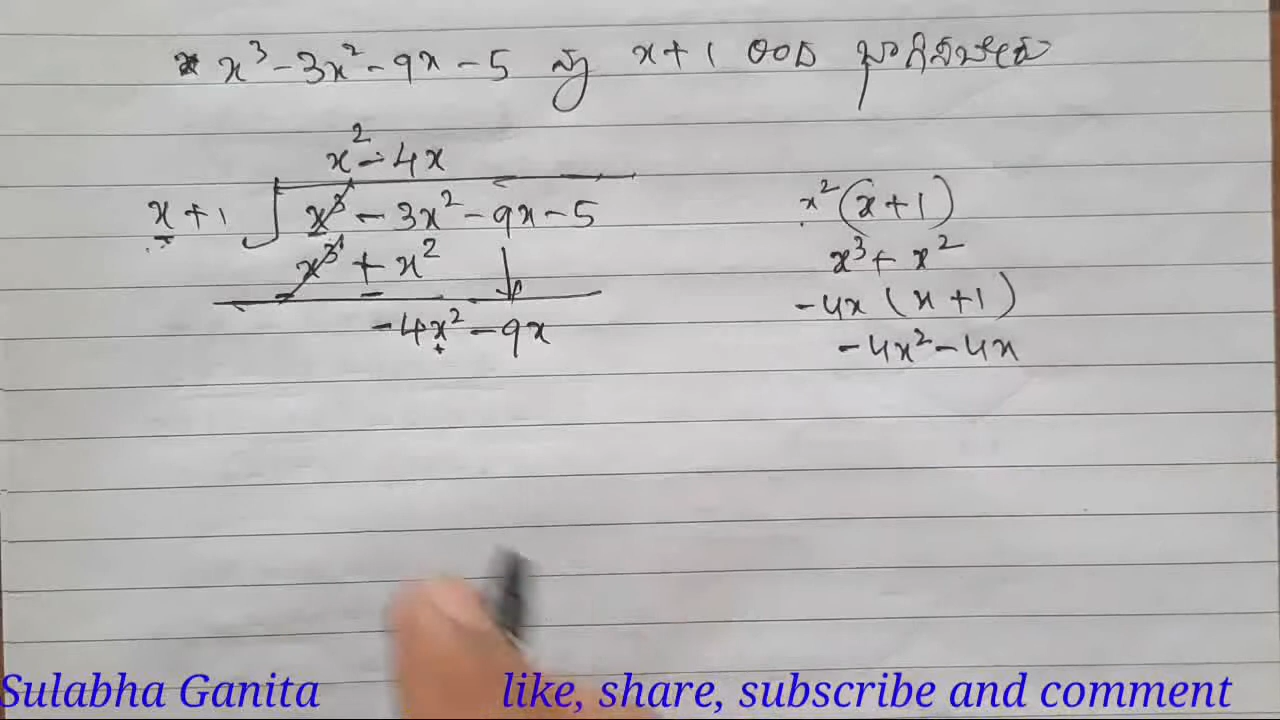 x³ - 3x² - 9x - 5 ನ್ನು x + 1 ರಿಂದ ಭಾಗಿಸಬೇಕು
x² - 4x
x + 1 x³ - 3x² - 9x - 5
x³ + x²
- -
-4x² - 9x
+
x² (x + 1)
x³ + x²
-4x (x + 1)
-4x² - 4x
Sulabha Ganita like, share, subscribe and comment